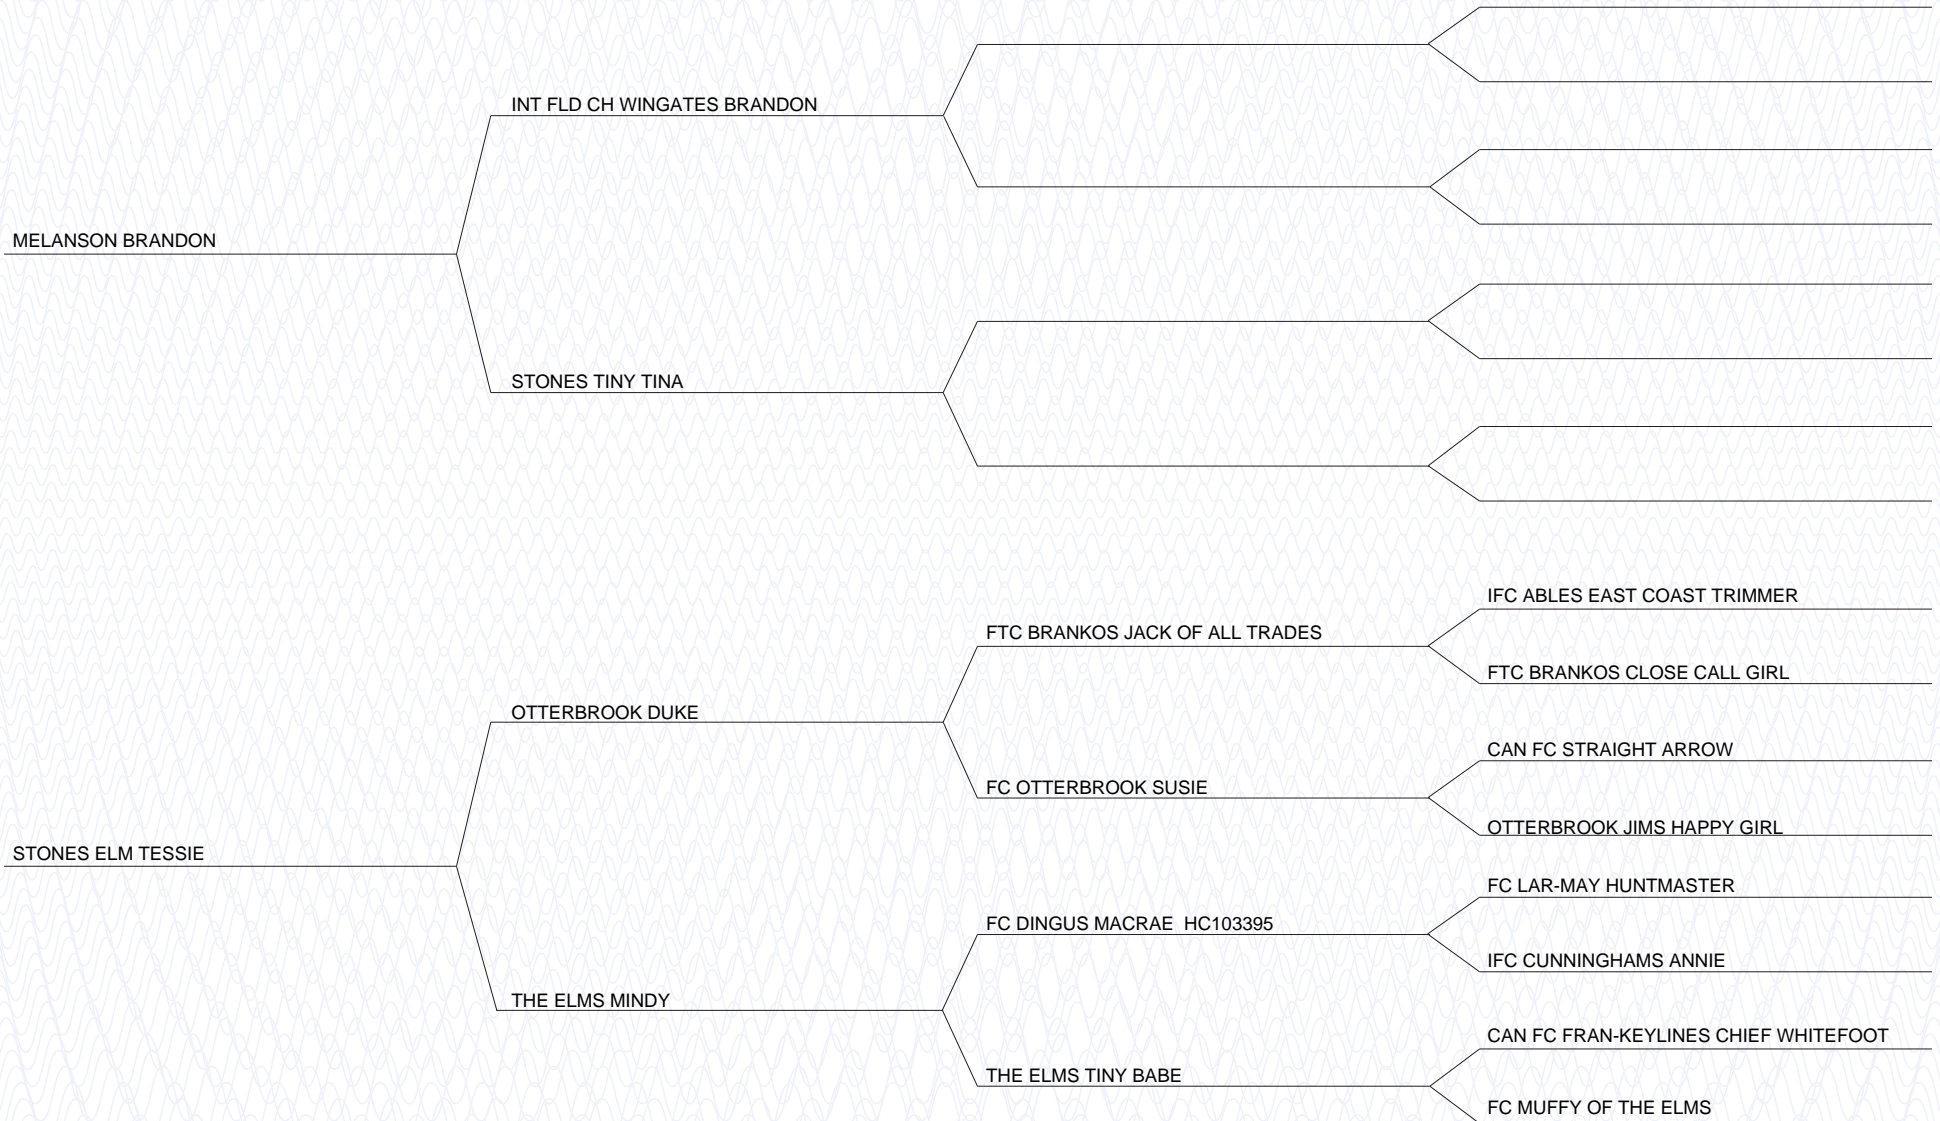 INT FLD CH WINGATES BRANDON
MELANSON BRANDON
STONES TINY TINA
IFC ABLES EAST COAST TRIMMER
FTC BRANKOS JACK OF ALL TRADES
FTC BRANKOS CLOSE CALL GIRL
OTTERBROOK DUKE
CAN FC STRAIGHT ARROW
FC OTTERBROOK SUSIE
OTTERBROOK JIMS HAPPY GIRL
STONES ELM TESSIE
FC LAR-MAY HUNTMASTER
FC DINGUS MACRAE  HC103395
IFC CUNNINGHAMS ANNIE
THE ELMS MINDY
CAN FC FRAN-KEYLINES CHIEF WHITEFOOT
THE ELMS TINY BABE
FC MUFFY OF THE ELMS